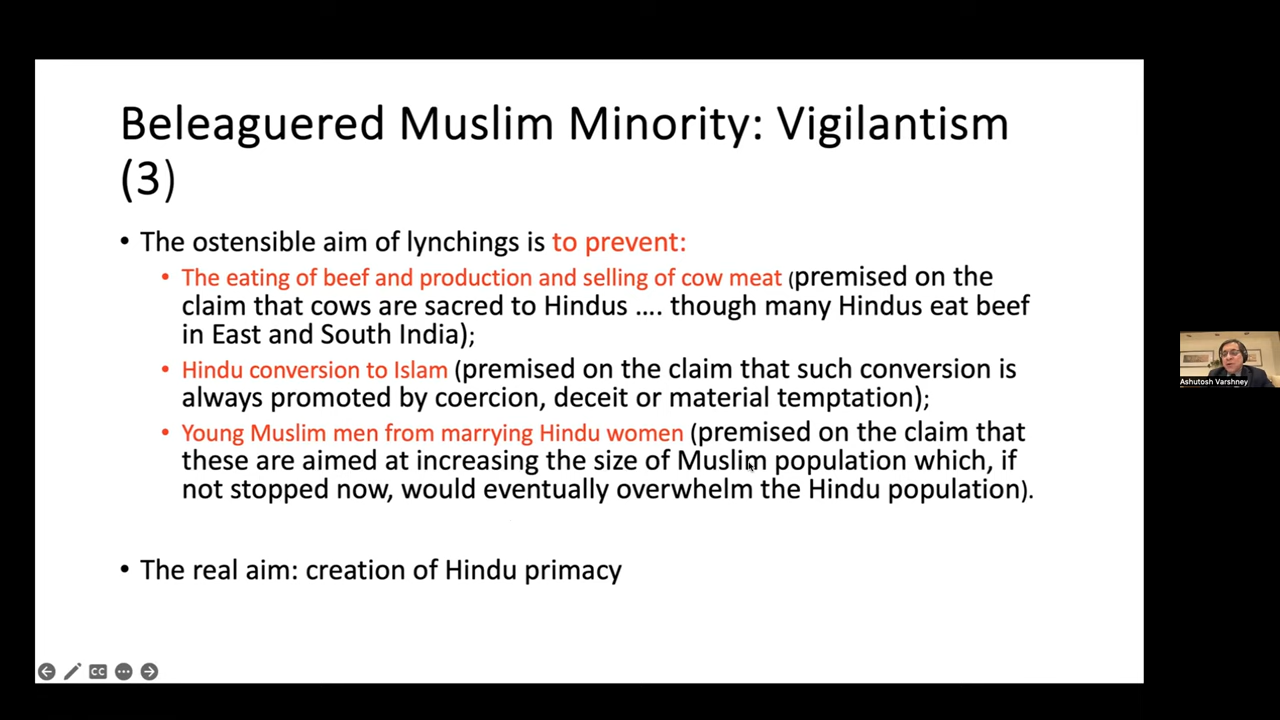 Beleaguered Muslim Minority: Vigilantism
(3)
• The ostensible aim of lynchings is to prevent:
• The eating of beef and production and selling of cow meat (premised on the
claim that cows are sacred to Hindus .... though many Hindus eat beef
in East and South India);
• Hindu conversion to Islam (premised on the claim that such conversion is
always promoted by coercion, deceit or material temptation);
• Young Muslim men from marrying Hindu women (premised on the claim that
these are aimed at increasing the size of Muslim population which, if
not stopped now, would eventually overwhelm the Hindu population).
• The real aim: creation of Hindu primacy
CC
Ashutosh Varshney